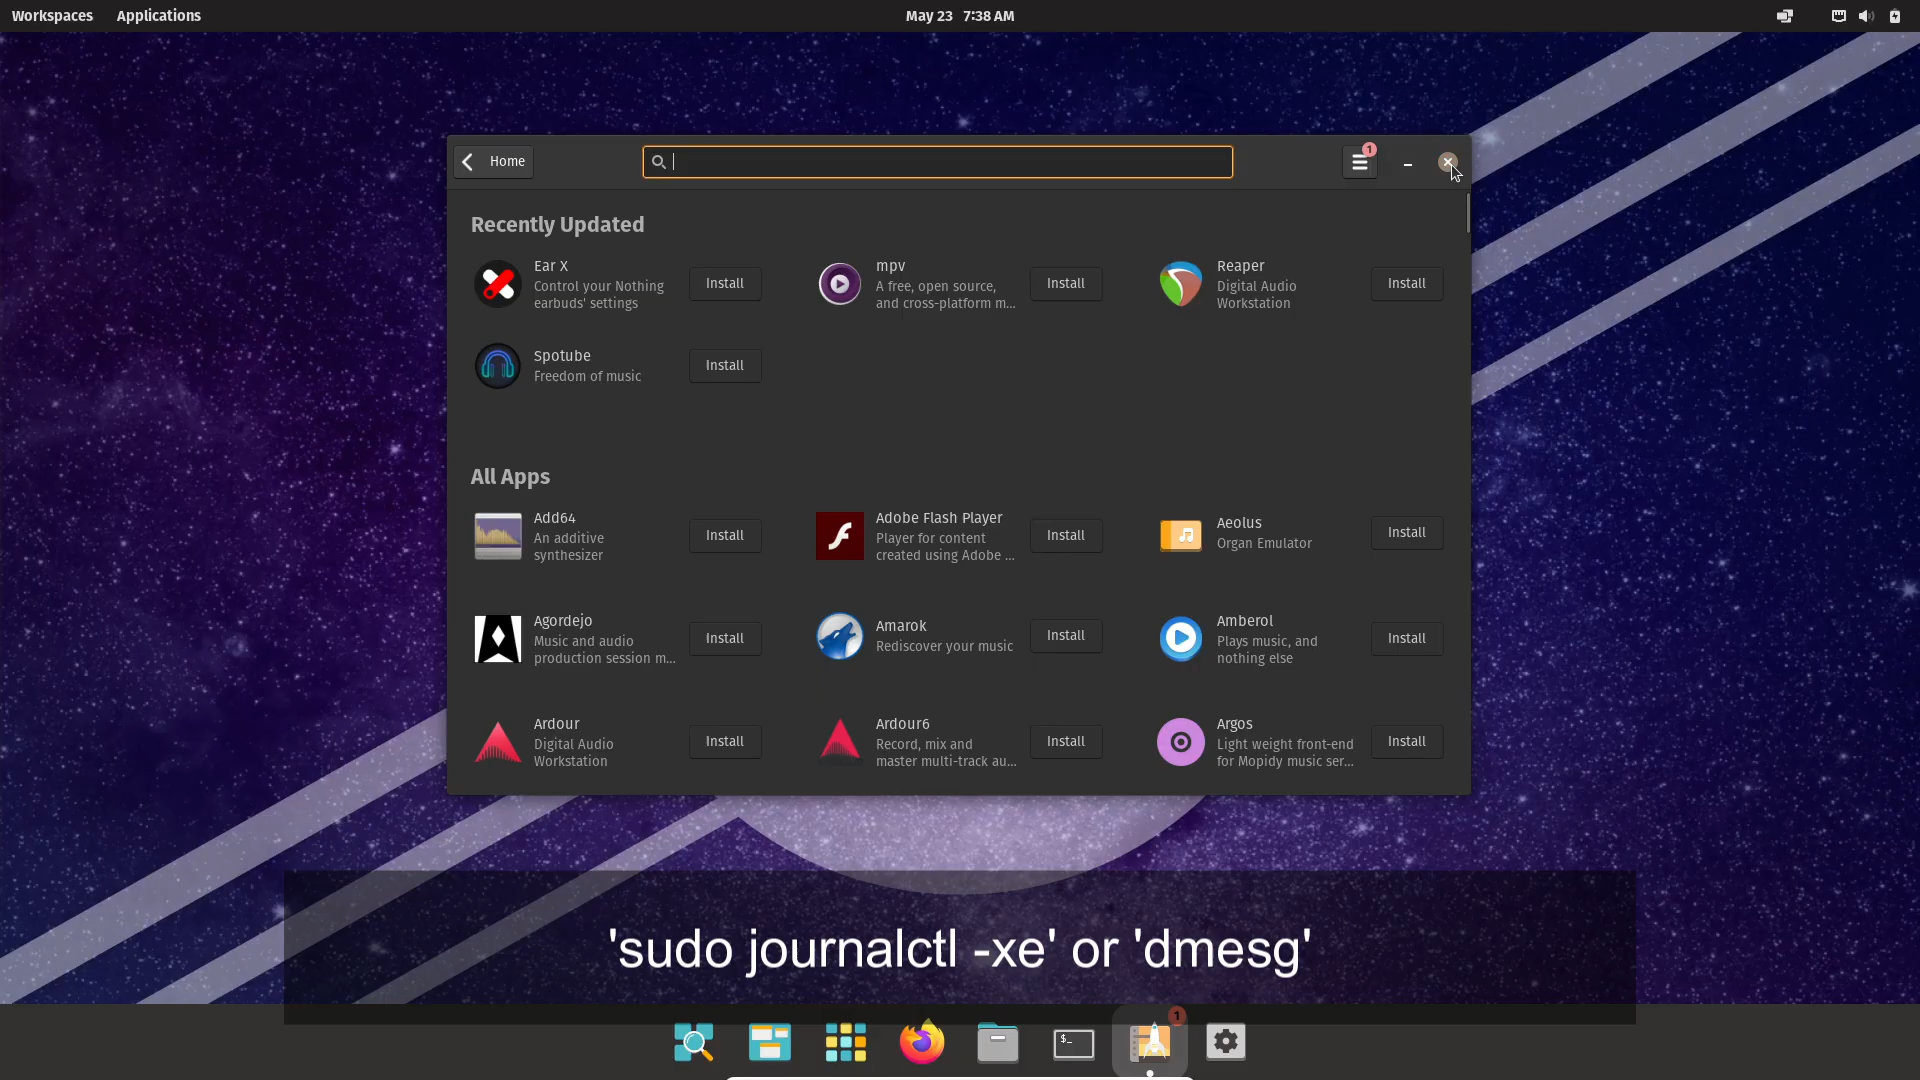 Workspaces Applications May 23 7:38 AM
Home
1
Recently Updated
Ear X
Control your Nothing
earbuds' settings
Install
mpv
A free, open source,
and cross-platform m...
Install
Reaper
Digital Audio
Workstation
Install
Spotube
Freedom of music
Install
All Apps
Add64
An additive
synthesizer
Install
Adobe Flash Player
Player for content
created using Adobe ...
Install
Aeolus
Organ Emulator
Install
Agordejo
Music and audio
production session m...
Install
Amarok
Rediscover your music
Install
Amberol
Plays music, and
nothing else
Install
Ardour
Digital Audio
Workstation
Install
Ardour6
Record, mix and
master multi-track au...
Install
Argos
Light weight front-end
for Mopidy music ser...
Install
'sudo journalctl -xe' or 'dmesg'
$_
1